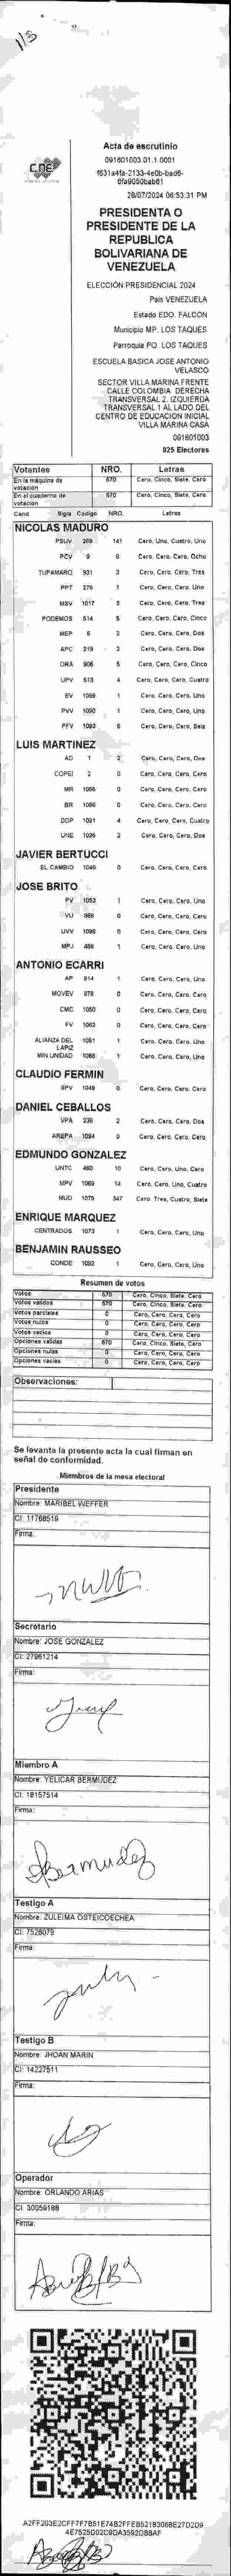 1/3
CNE
Acta de escrutinio
091601003.01.1.0001
28/07/2024 06:53:31 PM
PRESIDENTA O
PRESIDENTE DE LA
REPUBLICA
BOLIVARIANA DE
VENEZUELA
ELECCIÓN PRESIDENCIAL 2024
País VENEZUELA
Estado EDO. FALCON
Municipio MP. LOS TAQUES
Parroquia PQ. LOS TAQUES
ESCUELA BASICA JOSE ANTONIO
VELASCO
SECTOR VILLA MARINA FRENTE
CALLE COLOMBIA DERECHA
TRANSVERSAL 2. IZQUIERDA
TRANSVERSAL 1 AL LADO DEL
CENTRO DE EDUCACION INICIAL
VILLA MARINA CASA
091601003
925 Electores
Votantes NRO. Letras
En la máquina de votación 570 Cero, Cinco, Siete, Cero
En el cuaderno de votación 570 Cero, Cinco, Siete, Cero
Cand. Sigla Código NRO. Letras
NICOLAS MADURO
PSUV 269 141 Cero, Uno, Cuatro, Uno
PCV 9 8 Cero, Cero, Cero, Ocho
TUPAMARO 931 3 Cero, Cero, Cero, Tres
PPT 276 1 Cero, Cero, Cero, Uno
MSV 1017 3 Cero, Cero, Cero, Tres
PODEMOS 514 5 Cero, Cero, Cero, Cinco
MEP 6 2 Cero, Cero, Cero, Dos
APC 219 2 Cero, Cero, Cero, Dos
ORA 906 5 Cero, Cero, Cero, Cinco
UPV 513 4 Cero, Cero, Cero, Cuatro
EV 1089 1 Cero, Cero, Cero, Uno
PVV 1090 1 Cero, Cero, Cero, Uno
PFV 1093 6 Cero, Cero, Cero, Seis
LUIS MARTINEZ
AD 1 2 Cero, Cero, Cero, Dos
COPEI 2 0 Cero, Cero, Cero, Cero
MR 1065 0 Cero, Cero, Cero, Cero
BR 1086 0 Cero, Cero, Cero, Cero
DDP 1091 4 Cero, Cero, Cero, Cuatro
UNE 1095 2 Cero, Cero, Cero, Dos
JAVIER BERTUCCI
EL CAMBIO 1046 0 Cero, Cero, Cero, Cero
JOSE BRITO
PV 1053 1 Cero, Cero, Cero, Uno
VU 868 0 Cero, Cero, Cero, Cero
UVV 1096 0 Cero, Cero, Cero, Cero
MPJ 458 1 Cero, Cero, Cero, Uno
ANTONIO ECARRI
AP 914 1 Cero, Cero, Cero, Uno
MOVEV 978 0 Cero, Cero, Cero, Cero
CMC 1050 0 Cero, Cero, Cero, Cero
FV 1062 0 Cero, Cero, Cero, Cero
ALIANZA DEL LAPIZ 1051 1 Cero, Cero, Cero, Uno
MIN UNIDAD 1068 1 Cero, Cero, Cero, Uno
CLAUDIO FERMIN
SPV 1049 0 Cero, Cero, Cero, Cero
DANIEL CEBALLOS
VPA 236 2 Cero, Cero, Cero, Dos
AREPA 1094 0 Cero, Cero, Cero, Cero
EDMUNDO GONZALEZ
UNTC 460 10 Cero, Cero, Uno, Cero
MPV 1069 14 Cero, Cero, Uno, Cuatro
MUD 1075 347 Cero, Tres, Cuatro, Siete
ENRIQUE MARQUEZ
CENTRADOS 1073 1 Cero, Cero, Cero, Uno
BENJAMIN RAUSSEO
CONDE 1092 1 Cero, Cero, Cero, Uno
Resumen de votos
Votos 570 Cero, Cinco, Siete, Cero
Votos validos 570 Cero, Cinco, Siete, Cero
Votos parciales 0 Cero, Cero, Cero, Cero
Votos nulos 0 Cero, Cero, Cero, Cero
Votos vacios 0 Cero, Cero, Cero, Cero
Opciones validas 570 Cero, Cinco, Siete, Cero
Opciones nulas 0 Cero, Cero, Cero, Cero
Opciones vacias 0 Cero, Cero, Cero, Cero
Observaciones:
Se levanta la presente acta la cual firman en
señal de conformidad.
Miembros de la mesa electoral
Presidente
Nombre: MARIBEL WEFFER
CI: 11768519
Firma:
Secretario
Nombre: JOSE GONZALEZ
CI: 27961214
Firma:
Miembro A
Nombre: YELICAR BERMUDEZ
CI: 18157514
Firma:
Bermudez
Testigo A
Nombre: ZULEIMA OSTEICOECHEA
CI: 7526079
Firma:
Testigo B
Nombre: JHOAN MARIN
CI: 14227511
Firma:
Operador
Nombre: ORLANDO ARIAS
CI: 30059188
Firma: